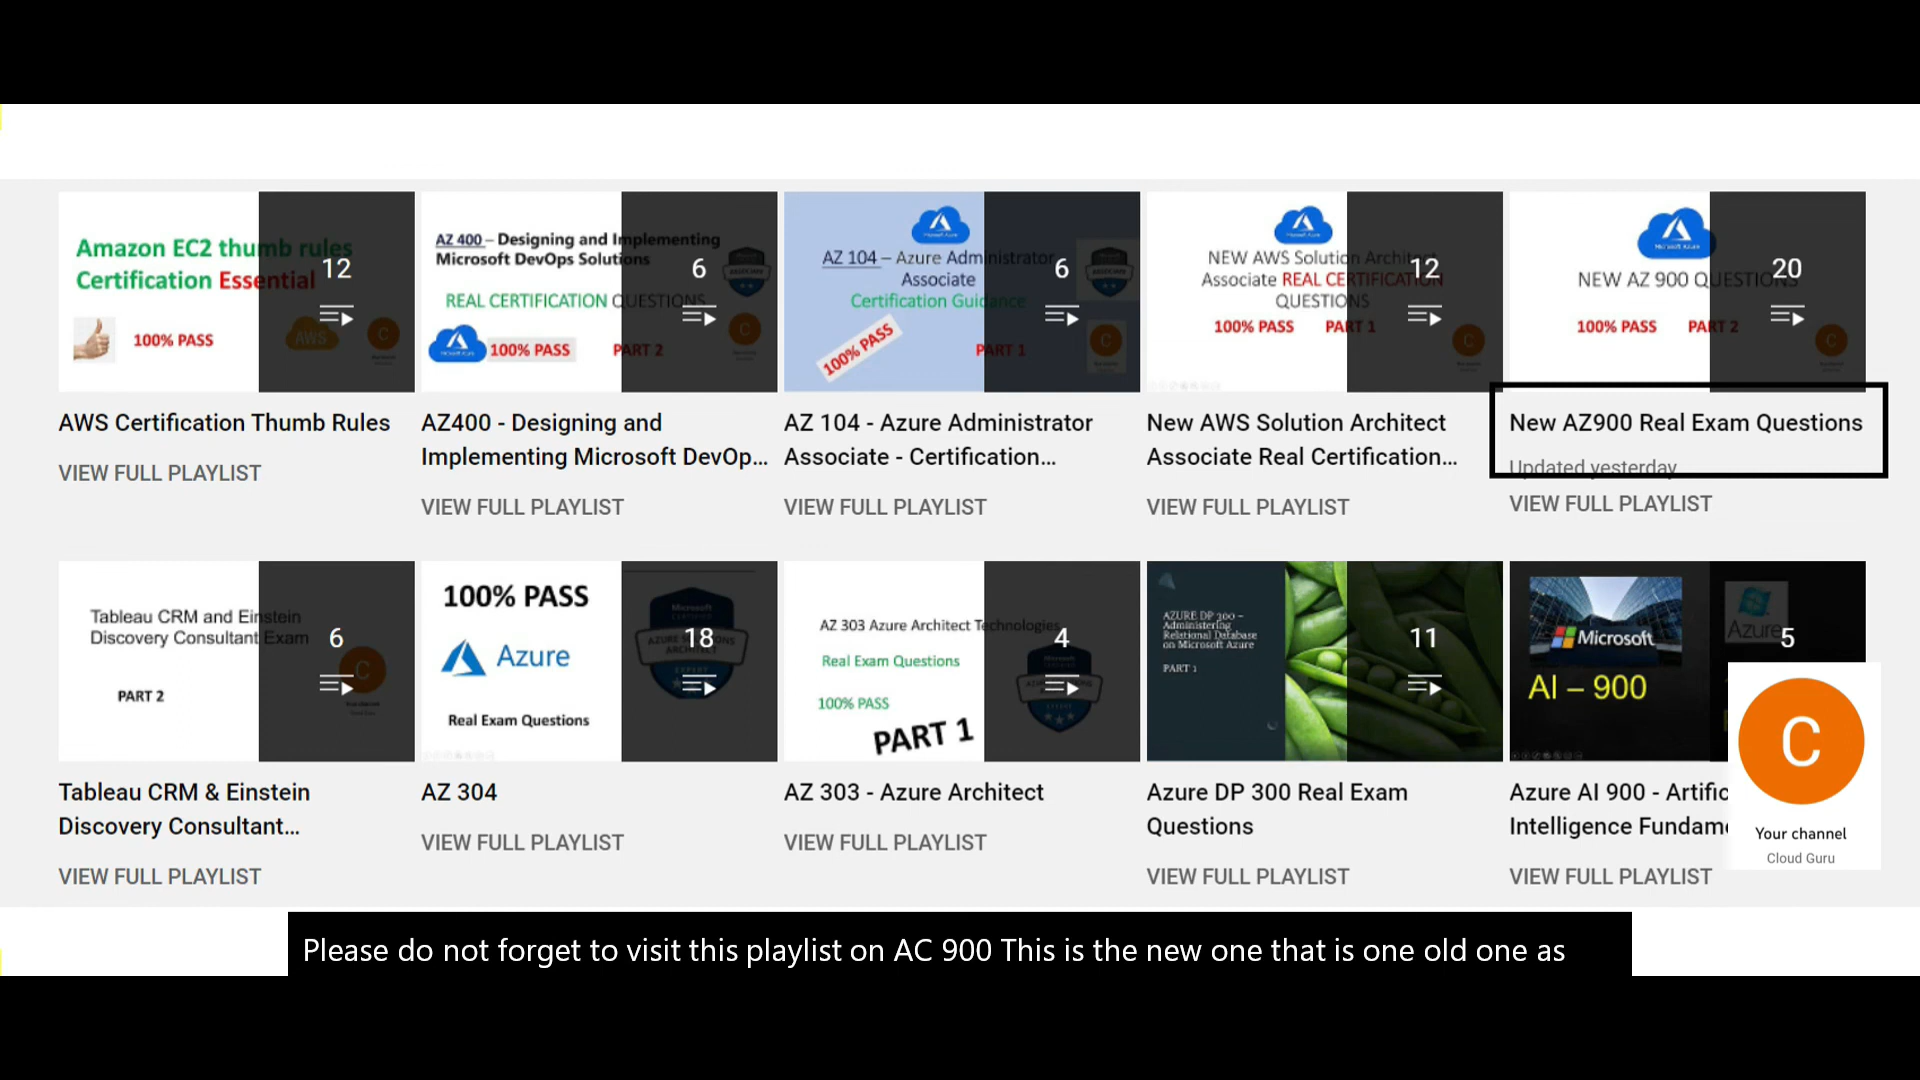 Amazon EC2 thumb rules
Certification Essential
100% PASS
AWS
C
12
AWS Certification Thumb Rules
VIEW FULL PLAYLIST
AZ 400 – Designing and Implementing
Microsoft DevOps Solutions
REAL CERTIFICATION QUESTIONS
100% PASS
PART 2
C
6
AZ400 - Designing and
Implementing Microsoft DevOp...
VIEW FULL PLAYLIST
AZ 104 – Azure Administrator
Associate
Certification Guidance
100% PASS
PART 1
C
6
AZ 104 - Azure Administrator
Associate - Certification...
VIEW FULL PLAYLIST
NEW AWS Solution Architect
Associate REAL CERTIFICATION
QUESTIONS
100% PASS PART 1
C
12
New AWS Solution Architect
Associate Real Certification...
VIEW FULL PLAYLIST
Microsoft Azure
NEW AZ 900 QUESTIONS
100% PASS PART 2
C
20
New AZ900 Real Exam Questions
Updated yesterday
VIEW FULL PLAYLIST
Tableau CRM and Einstein
Discovery Consultant Exam
PART 2
C
6
Tableau CRM & Einstein
Discovery Consultant...
VIEW FULL PLAYLIST
100% PASS
Azure
Real Exam Questions
Microsoft
AZURE SOLUTIONS
ARCHITECT
EXPERT
18
AZ 304
VIEW FULL PLAYLIST
AZ 303 Azure Architect Technologies
Real Exam Questions
100% PASS
PART 1
4
AZ 303 - Azure Architect
VIEW FULL PLAYLIST
AZURE DP 300 –
Administering
Relational Database
on Microsoft Azure
PART 1
11
Azure DP 300 Real Exam
Questions
VIEW FULL PLAYLIST
Microsoft
AI – 900
Azure
5
Azure AI 900 - Artific
Intelligence Fundam
VIEW FULL PLAYLIST
C
Your channel
Cloud Guru
Please do not forget to visit this playlist on AC 900 This is the new one that is one old one as